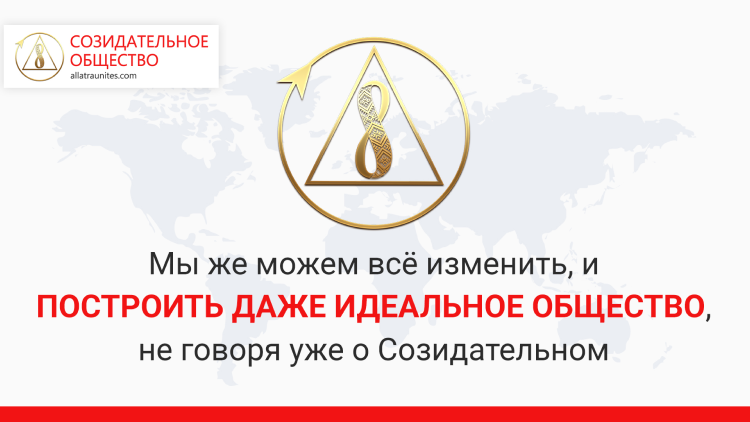 СОЗИДАТЕЛЬНОЕ
ОБЩЕСТВО
allatraunites.com
Мы же можем всё изменить, и
ПОСТРОИТЬ ДАЖЕ ИДЕАЛЬНОЕ ОБЩЕСТВО,
не говоря уже о Созидательном